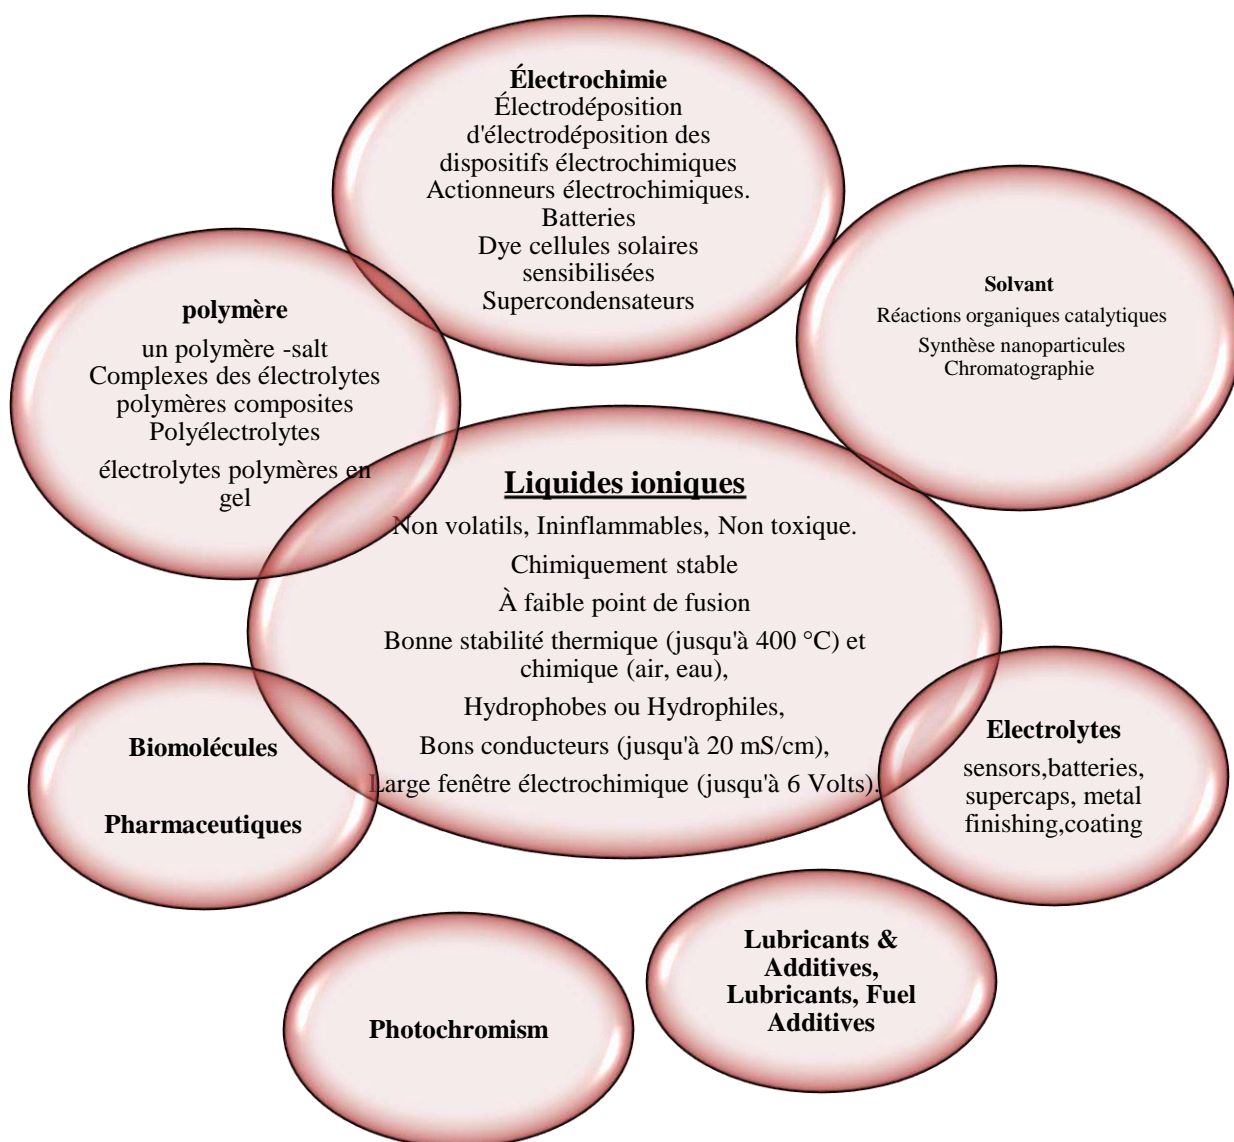 Électrochimie
Électrodéposition
d'électrodéposition des
dispositifs électrochimiques
Actionneurs électrochimiques.
Batteries
Dye cellules solaires
sensibilisées
Supercondensateurs
Solvant
Réactions organiques catalytiques
Synthèse nanoparticules
Chromatographie
polymère
un polymère -salt
Complexes des électrolytes
polymères composites
Polyélectrolytes
électrolytes polymères en
gel
Liquides ioniques
Non volatils, Ininflammables, Non toxique.
Chimiquement stable
À faible point de fusion
Bonne stabilité thermique (jusqu'à 400 °C) et
chimique (air, eau),
Hydrophobes ou Hydrophiles,
Bons conducteurs (jusqu'à 20 mS/cm),
Large fenêtre électrochimique (jusqu'à 6 Volts).
Biomolécules
Pharmaceutiques
Electrolytes
sensors,batteries,
supercaps, metal
finishing,coating
Lubricants &
Additives,
Lubricants, Fuel
Additives
Photochromism